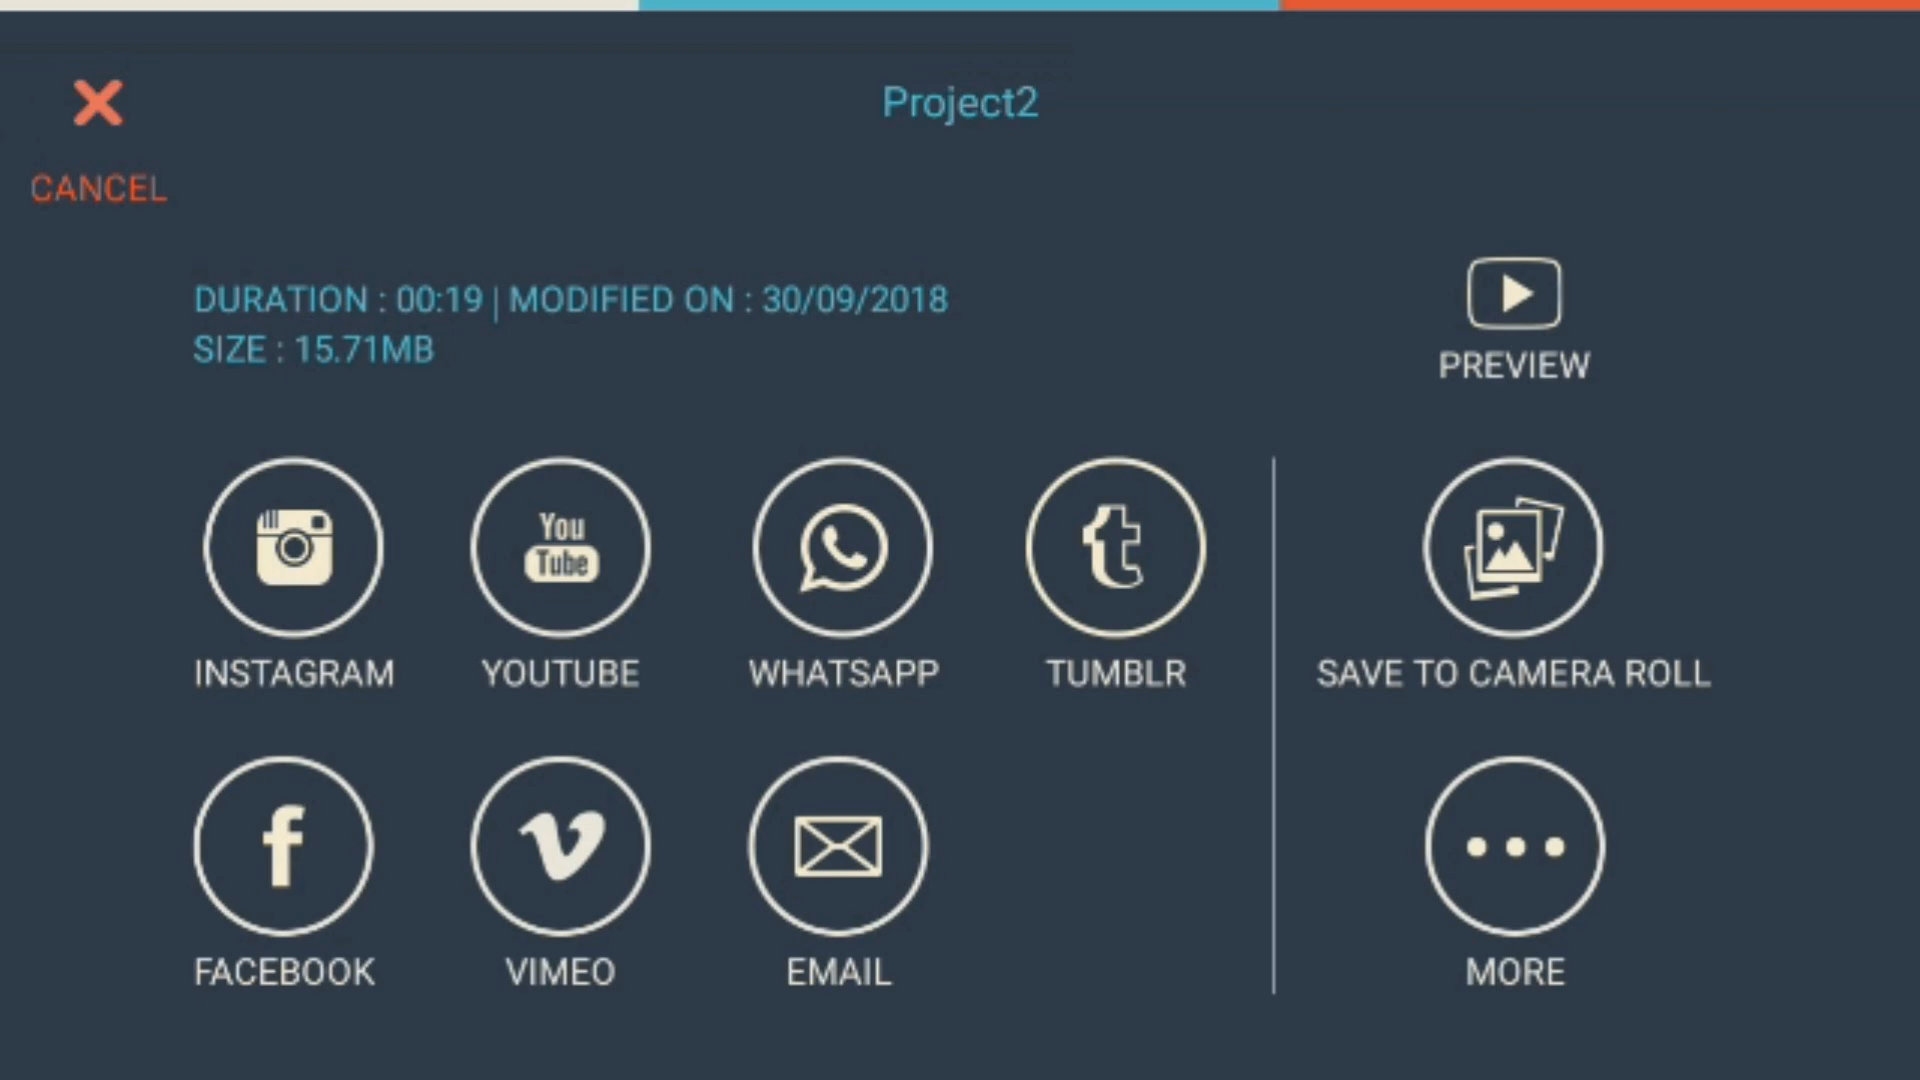 Project2
CANCEL
DURATION : 00:19 | MODIFIED ON : 30/09/2018
SIZE : 15.71MB
PREVIEW
You
Tube
INSTAGRAM
YOUTUBE
WHATSAPP
TUMBLR
SAVE TO CAMERA ROLL
FACEBOOK
VIMEO
EMAIL
MORE